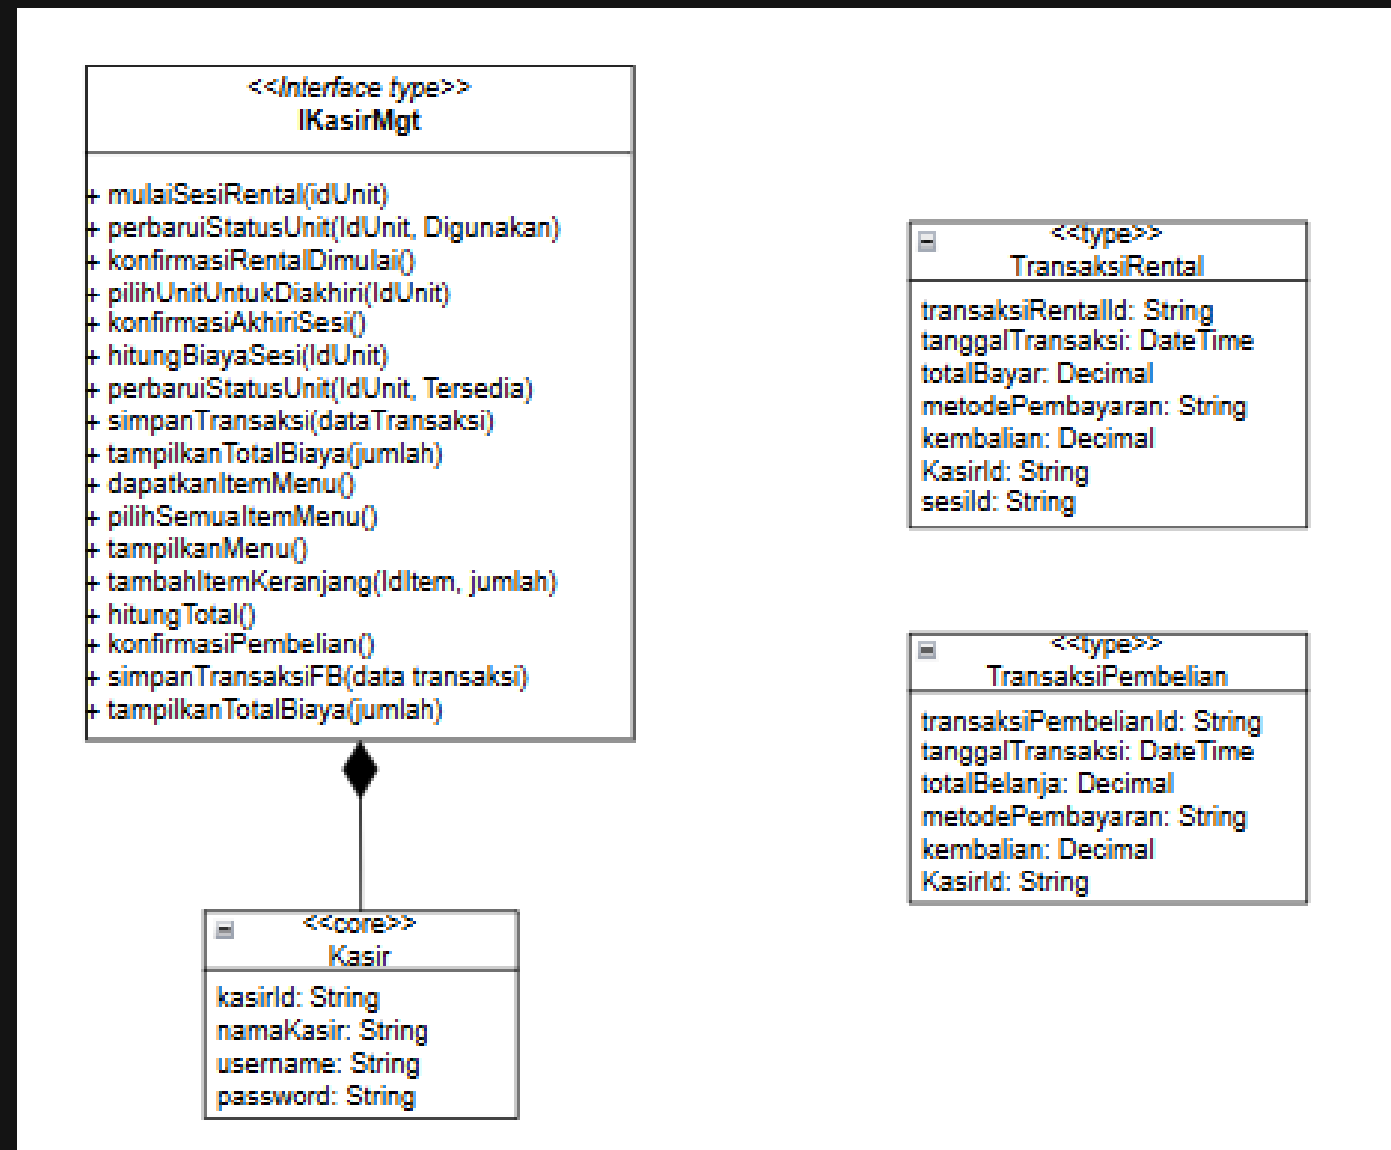 <<Interface type>>
IKasirMgt
+ mulaiSesiRental(idUnit)
+ perbaruiStatusUnit(IdUnit, Digunakan)
+ konfirmasiRentalDimulai()
+ pilihUnitUntukDiakhiri(IdUnit)
+ konfirmasiAkhiriSesi()
+ hitungBiayaSesi(IdUnit)
+ perbaruiStatusUnit(IdUnit, Tersedia)
+ simpanTransaksi(dataTransaksi)
+ tampilkanTotalBiaya(jumlah)
+ dapatkanItemMenu()
+ pilihSemuaItemMenu()
+ tampilkanMenu()
+ tambahItemKeranjang(IdItem, jumlah)
+ hitungTotal()
+ konfirmasiPembelian()
+ simpanTransaksiFB(data transaksi)
+ tampilkanTotalBiaya(jumlah)
<<core>>
Kasir
kasirId: String
namaKasir: String
username: String
password: String
<<type>>
TransaksiRental
transaksiRentalId: String
tanggalTransaksi: DateTime
totalBayar: Decimal
metodePembayaran: String
kembalian: Decimal
KasirId: String
sesiId: String
<<type>>
TransaksiPembelian
transaksiPembelianId: String
tanggalTransaksi: DateTime
totalBelanja: Decimal
metodePembayaran: String
kembalian: Decimal
KasirId: String